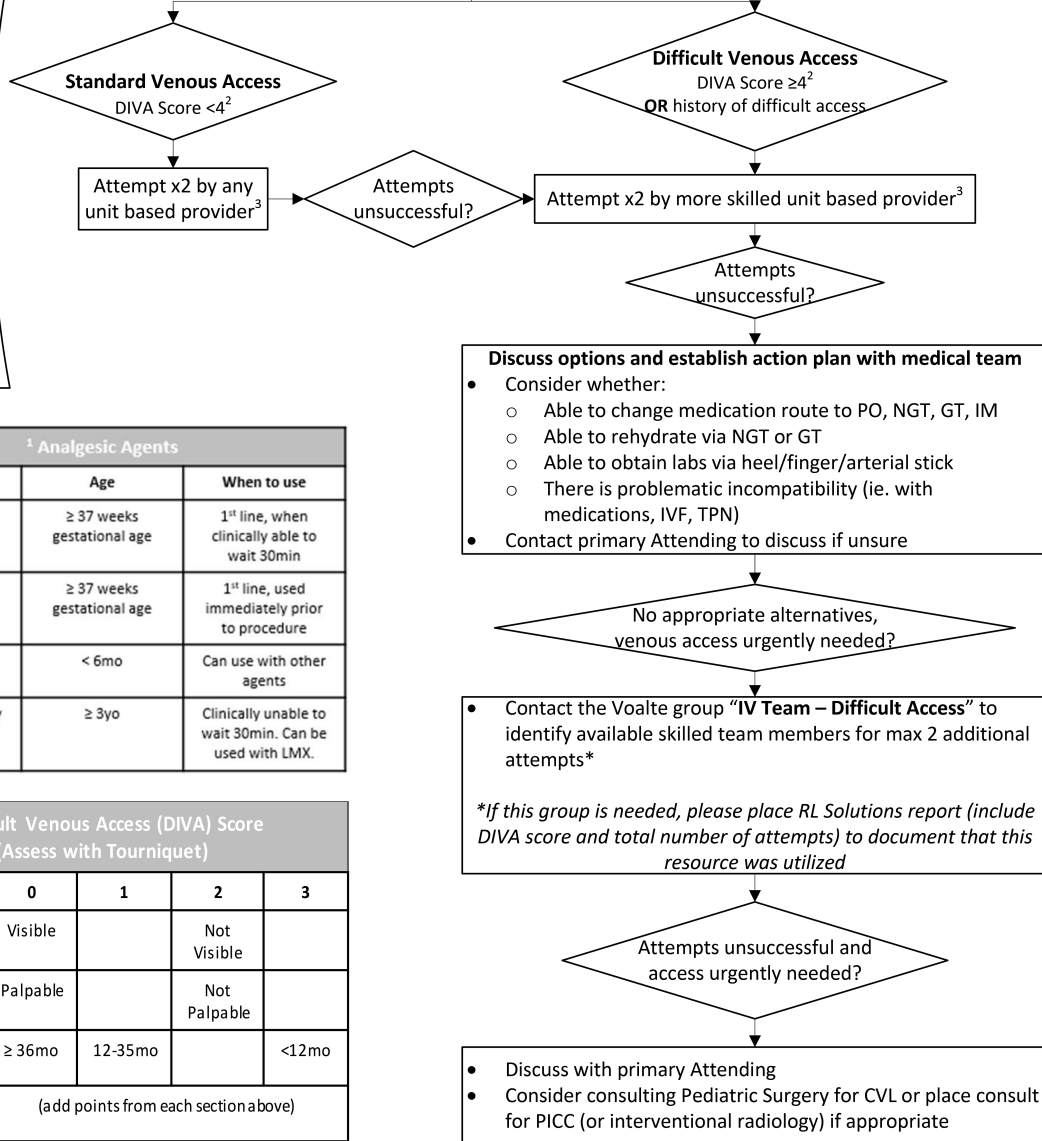 Standard Venous Access
DIVA Score <4²
Difficult Venous Access
DIVA Score ≥4²
OR history of difficult access
Attempt x2 by any
unit based provider³
Attempts
unsuccessful?
Attempt x2 by more skilled unit based provider³
Attempts
unsuccessful?
Discuss options and establish action plan with medical team
• Consider whether:
o Able to change medication route to PO, NGT, GT, IM
o Able to rehydrate via NGT or GT
o Able to obtain labs via heel/finger/arterial stick
o There is problematic incompatibility (ie. with
medications, IVF, TPN)
• Contact primary Attending to discuss if unsure
No appropriate alternatives,
venous access urgently needed?
• Contact the Voalte group “IV Team – Difficult Access” to
identify available skilled team members for max 2 additional
attempts*
*If this group is needed, please place RL Solutions report (include
DIVA score and total number of attempts) to document that this
resource was utilized
Attempts unsuccessful and
access urgently needed?
• Discuss with primary Attending
• Consider consulting Pediatric Surgery for CVL or place consult
for PICC (or interventional radiology) if appropriate
¹ Analgesic Agents
Age When to use
≥ 37 weeks
gestational age
1st line, when
clinically able to
wait 30min
≥ 37 weeks
gestational age
1st line, used
immediately prior
to procedure
< 6mo
Can use with other
agents
≥ 3yo
Clinically unable to
wait 30min. Can be
used with LMX.
Venous Access (DIVA) Score
(Assess with Tourniquet)
0 1 2 3
Visible
Not
Visible
Palpable
Not
Palpable
≥ 36mo 12-35mo <12mo
(add points from each section above)